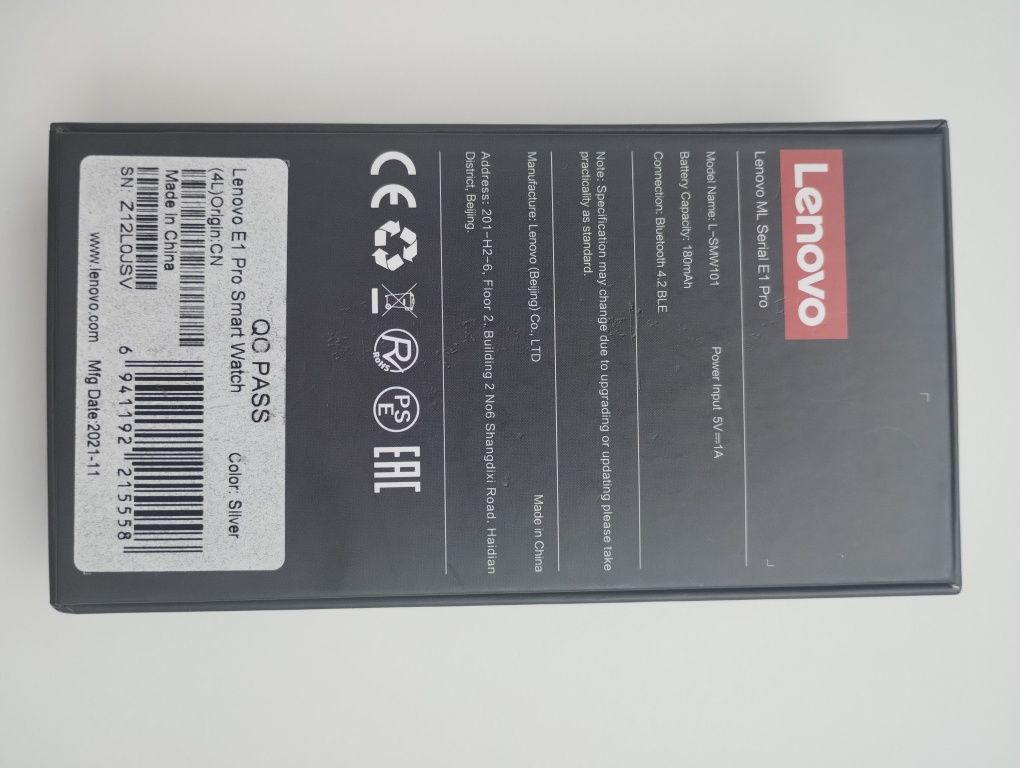 Lenovo
Lenovo ML Serial E1 Pro
Model Name: L-SMW101 Power Input 5V⎓1A
Battery Capacity: 180mAh
Connection: Bluetooth 4.2 BLE
Note: Specification may change due to upgrading or updating please take
practicality as standard.
Manufacture: Lenovo (Beijing) Co., LTD Made in China
Address: 201-H2-6, Floor 2, Building 2 No6 Shangdixi Road. Haidian
District, Beijing.
CE RoHS PSE EAC
QC PASS
Lenovo E1 Pro Smart Watch Color: Silver
(4L)Origin:CN
Made in China
SN: Z12L0JSV
6 941192 215558
www.lenovo.com Mfg Date:2021-11